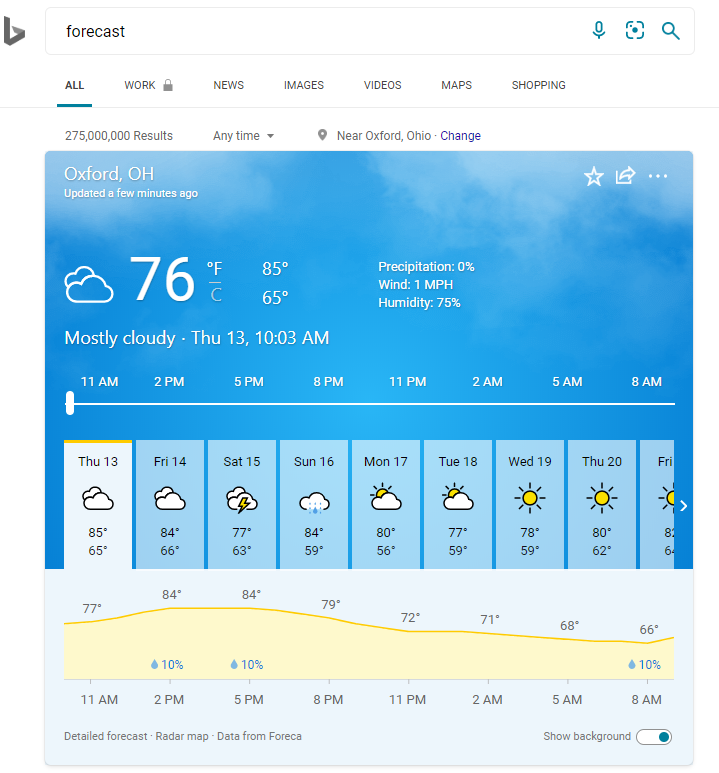 forecast
ALL WORK NEWS IMAGES VIDEOS MAPS SHOPPING
275,000,000 Results Any time Near Oxford, Ohio · Change
Oxford, OH
Updated a few minutes ago
76 °F C 85° 65°
Precipitation: 0%
Wind: 1 MPH
Humidity: 75%
Mostly cloudy · Thu 13, 10:03 AM
11 AM 2 PM 5 PM 8 PM 11 PM 2 AM 5 AM 8 AM
Thu 13 Fri 14 Sat 15 Sun 16 Mon 17 Tue 18 Wed 19 Thu 20 Fri
85° 84° 77° 84° 80° 77° 78° 80° 82
65° 66° 63° 59° 56° 59° 59° 62° 64
77° 84° 84° 79° 72° 71° 68° 66°
10% 10% 10%
11 AM 2 PM 5 PM 8 PM 11 PM 2 AM 5 AM 8 AM
Detailed forecast · Radar map · Data from Foreca Show background